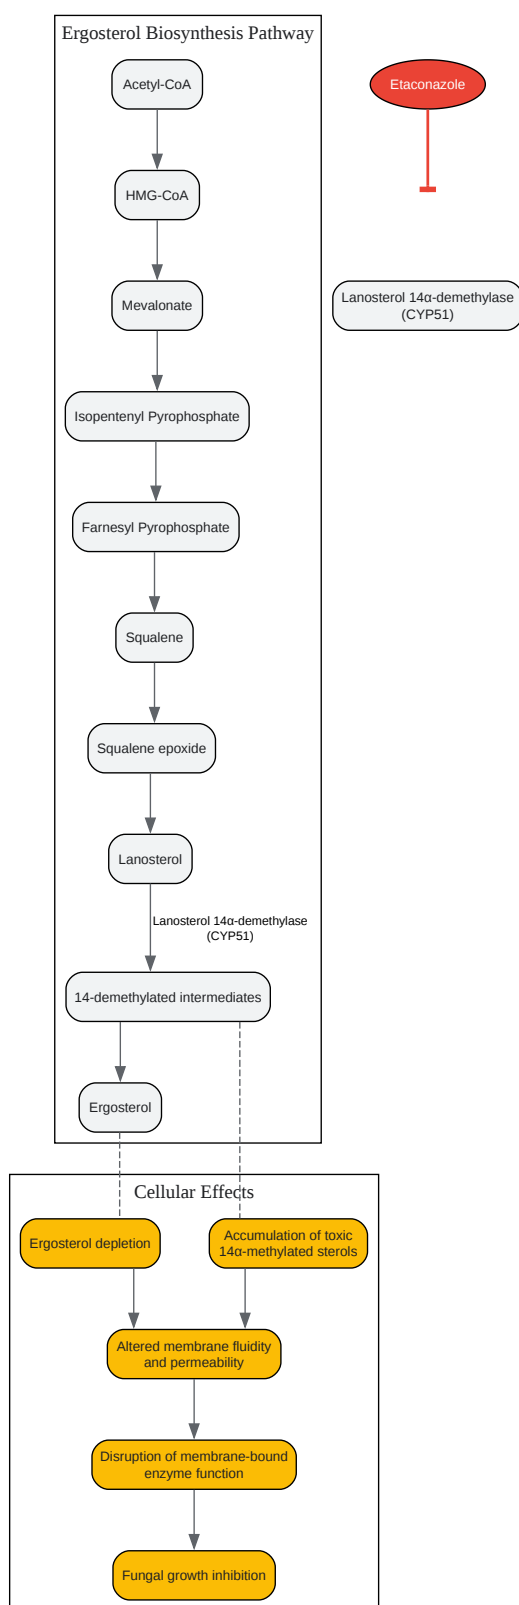 Ergosterol Biosynthesis Pathway
Acetyl-CoA
Etaconazole
HMG-CoA
Mevalonate
Lanosterol 14α-demethylase
(CYP51)
Isopentenyl Pyrophosphate
Farnesyl Pyrophosphate
Squalene
Squalene epoxide
Lanosterol
Lanosterol 14α-demethylase
(CYP51)
14-demethylated intermediates
Ergosterol
Cellular Effects
Ergosterol depletion
Accumulation of toxic
14α-methylated sterols
Altered membrane fluidity
and permeability
Disruption of membrane-bound
enzyme function
Fungal growth inhibition